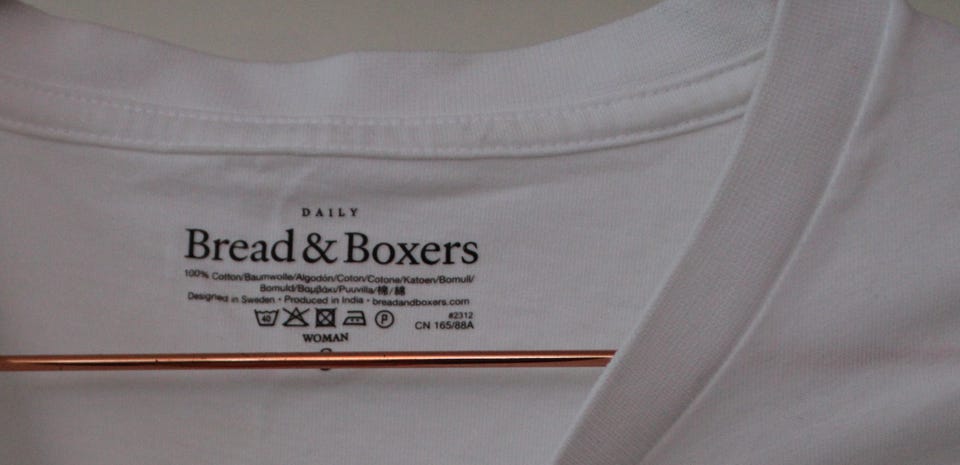 DAILY
Bread & Boxers
100% Cotton/Baumwolle/Algodón/Coton/Cotone/Katoen/Bomull/
Bomuld/Βαμβάκι/Puuvilla/棉/綿
Designed in Sweden • Produced in India • breadandboxers.com
40 P #2312
CN 165/88A
WOMAN